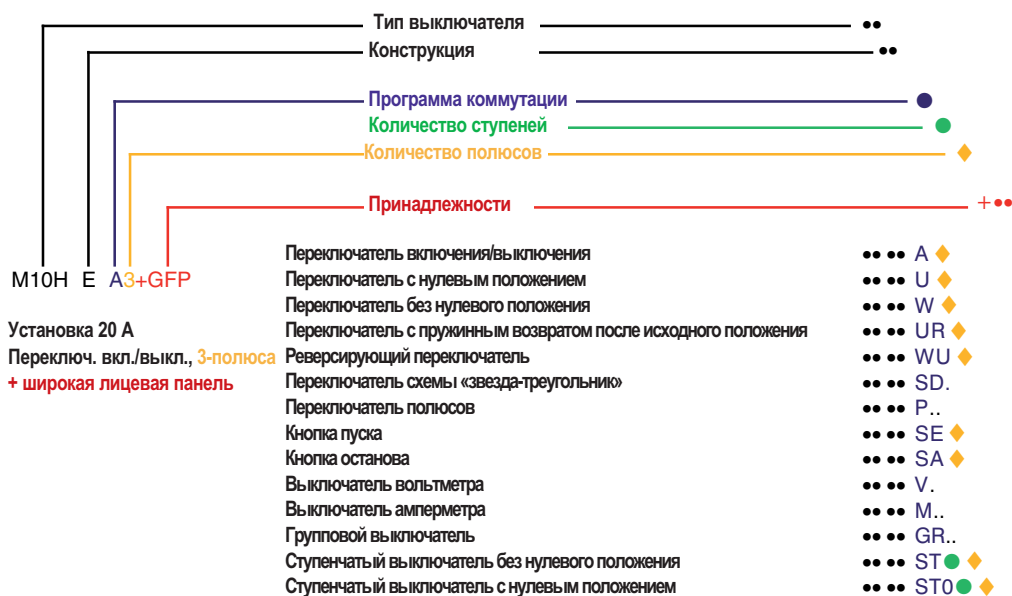 Тип выключателя ••
Конструкция ••
Программа коммутации ●
Количество ступеней ●
Количество полюсов ♦
Принадлежности +••
M10H E A3+GFP
Установка 20 A
Переключ. вкл./выкл., 3-полюса
+ широкая лицевая панель
Переключатель включения/выключения •• •• A ♦
Переключатель с нулевым положением •• •• U ♦
Переключатель без нулевого положения •• •• W ♦
Переключатель с пружинным возвратом после исходного положения •• •• UR ♦
Реверсирующий переключатель •• •• WU ♦
Переключатель схемы «звезда-треугольник» •• •• SD.
Переключатель полюсов •• •• P..
Кнопка пуска •• •• SE ♦
Кнопка останова •• •• SA ♦
Выключатель вольтметра •• •• V.
Выключатель амперметра •• •• M..
Групповой выключатель •• •• GR..
Ступенчатый выключатель без нулевого положения •• •• ST● ♦
Ступенчатый выключатель с нулевым положением •• •• ST0● ♦